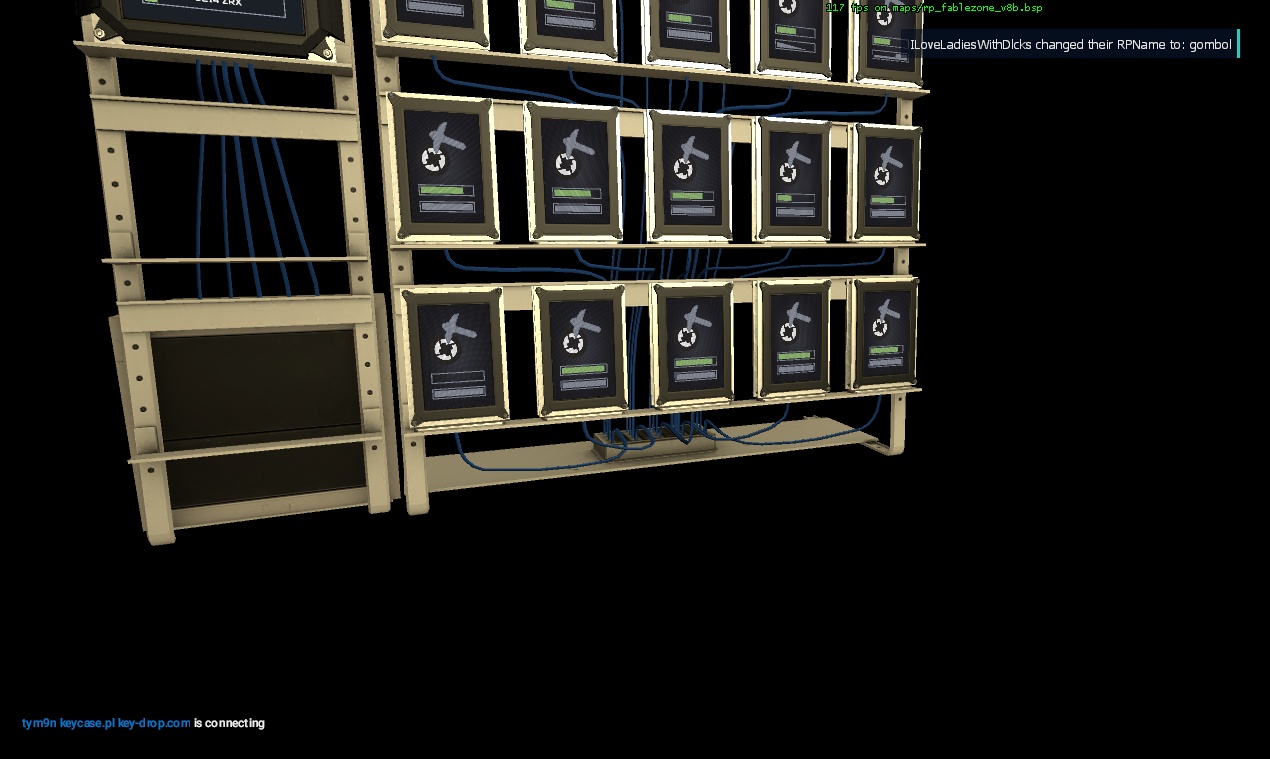 117 fps on maps/rp_fablezone_v8b.bsp
ILoveLadiesWithDlcks changed their RPName to: gombol
tym9n keycase.pl key-drop.com is connecting